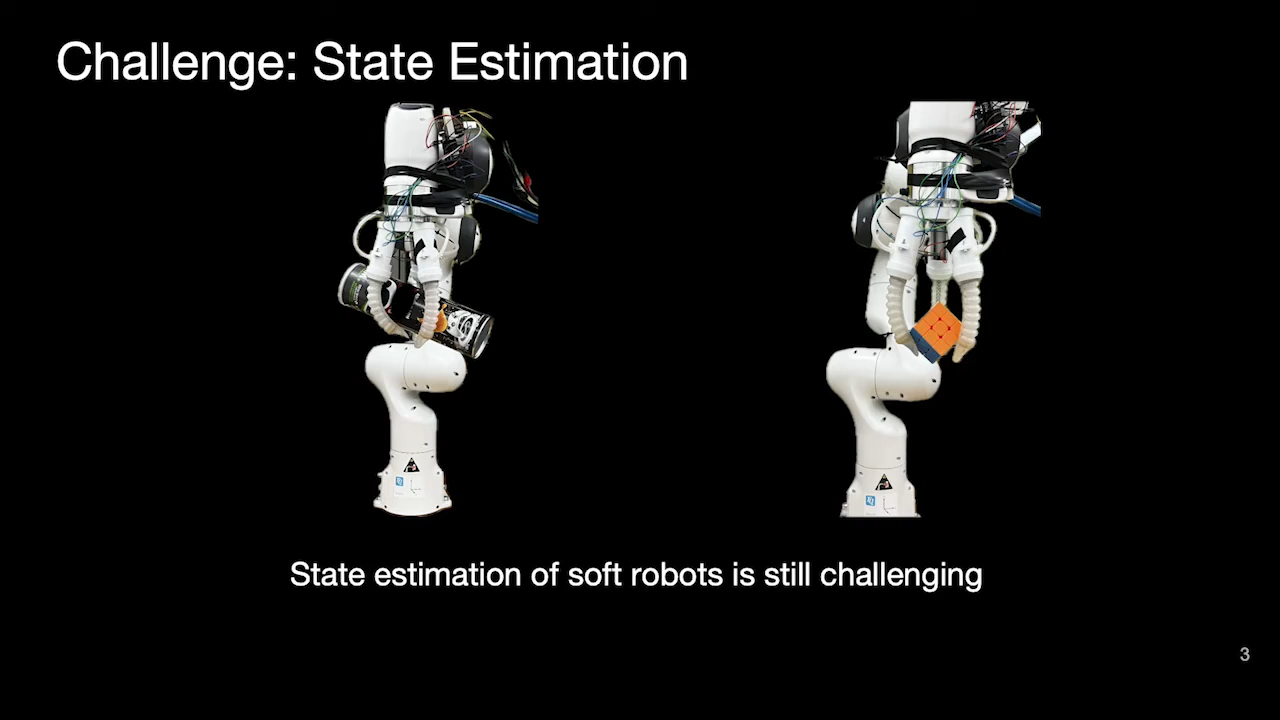 Challenge: State Estimation
State estimation of soft robots is still challenging
3